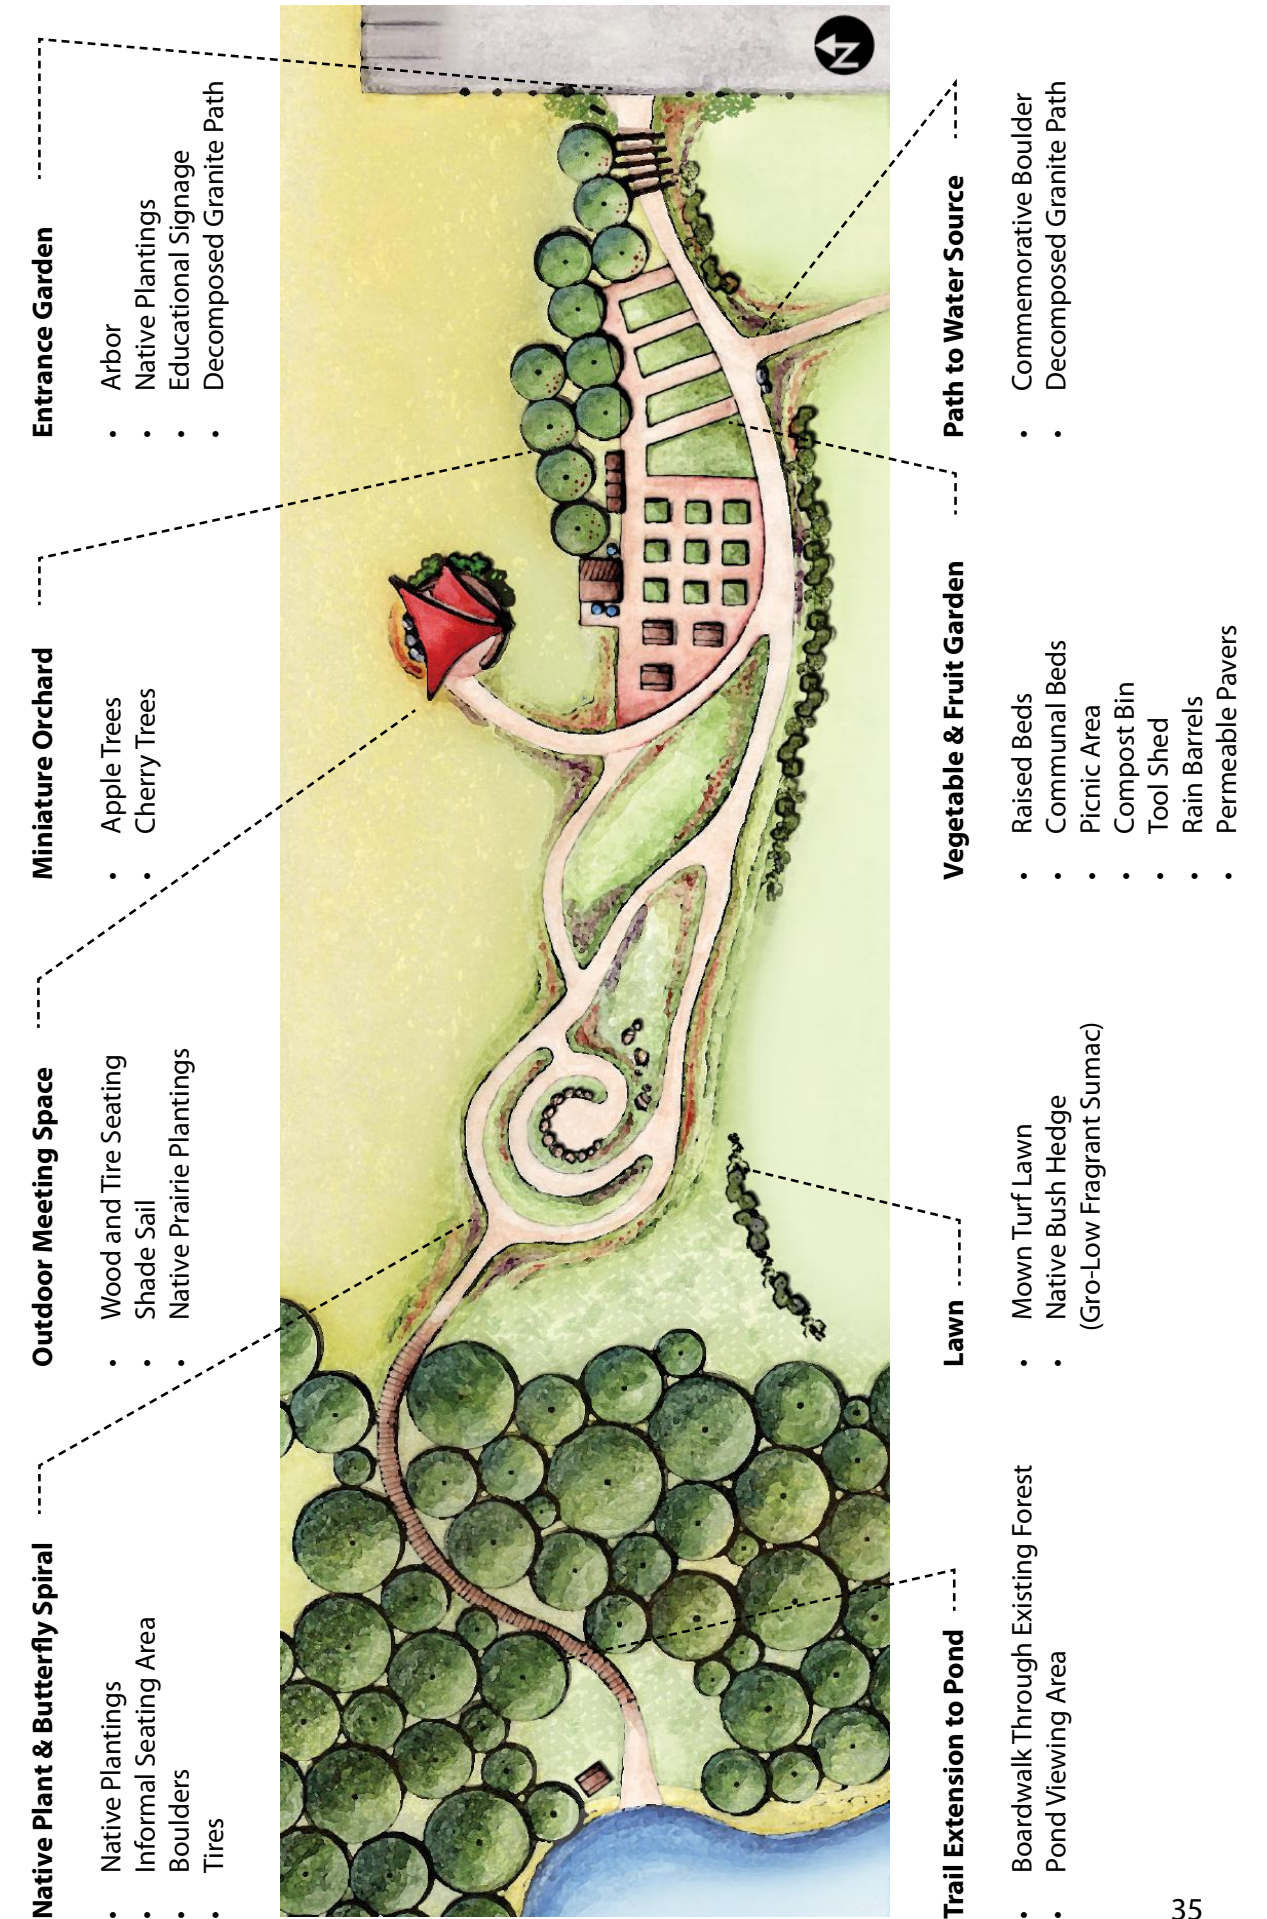 Native Plant & Butterfly Spiral
• Native Plantings
• Informal Seating Area
• Boulders
• Tires
Outdoor Meeting Space
• Wood and Tire Seating
• Shade Sail
• Native Prairie Plantings
Miniature Orchard
• Apple Trees
• Cherry Trees
Entrance Garden
• Arbor
• Native Plantings
• Educational Signage
• Decomposed Granite Path
N
Trail Extension to Pond
• Boardwalk Through Existing Forest
• Pond Viewing Area
Lawn
• Mown Turf Lawn
• Native Bush Hedge
(Gro-Low Fragrant Sumac)
Vegetable & Fruit Garden
• Raised Beds
• Communal Beds
• Picnic Area
• Compost Bin
• Tool Shed
• Rain Barrels
• Permeable Pavers
Path to Water Source
• Commemorative Boulder
• Decomposed Granite Path
35